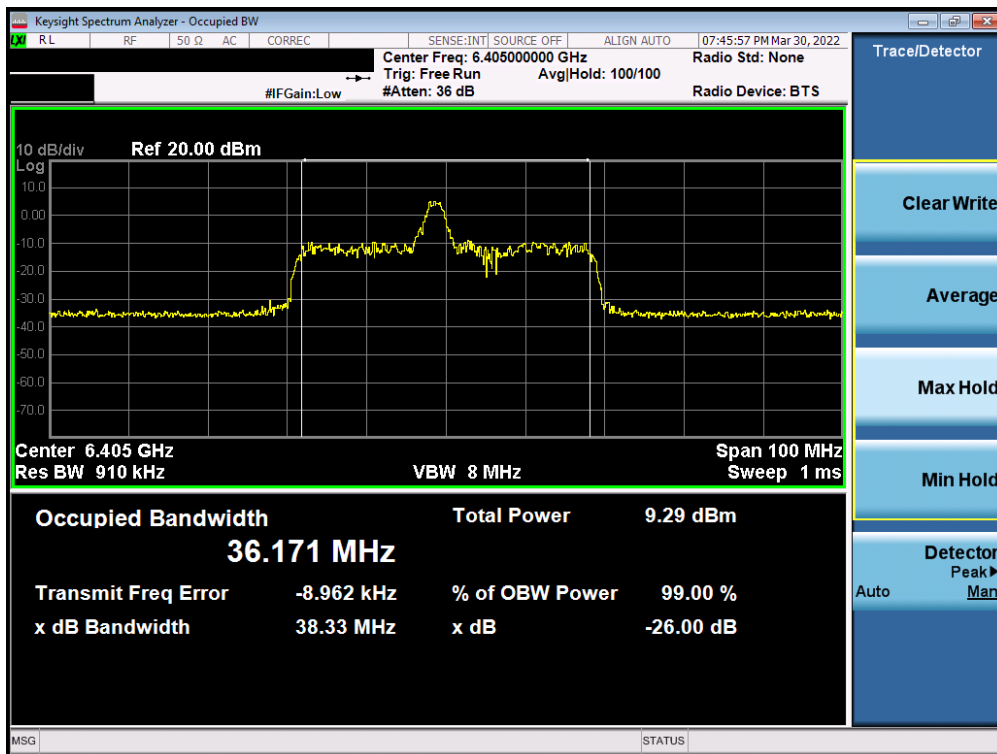 Keysight Spectrum Analyzer - Occupied BW
LXI RL RF 50 Ω AC CORREC SENSE:INT SOURCE OFF ALIGN AUTO 07:45:57 PM Mar 30, 2022
Center Freq: 6.405000000 GHz Radio Std: None
Trig: Free Run Avg|Hold: 100/100
#IFGain:Low #Atten: 36 dB Radio Device: BTS
10 dB/div Ref 20.00 dBm
Log
10.0
0.00
-10.0
-20.0
-30.0
-40.0
-50.0
-60.0
-70.0
Center 6.405 GHz Span 100 MHz
Res BW 910 kHz VBW 8 MHz Sweep 1 ms
Occupied Bandwidth Total Power 9.29 dBm
36.171 MHz
Transmit Freq Error -8.962 kHz % of OBW Power 99.00 %
x dB Bandwidth 38.33 MHz x dB -26.00 dB
Trace/Detector
Clear Write
Average
Max Hold
Min Hold
Detector
Peak
Auto Man
MSG STATUS